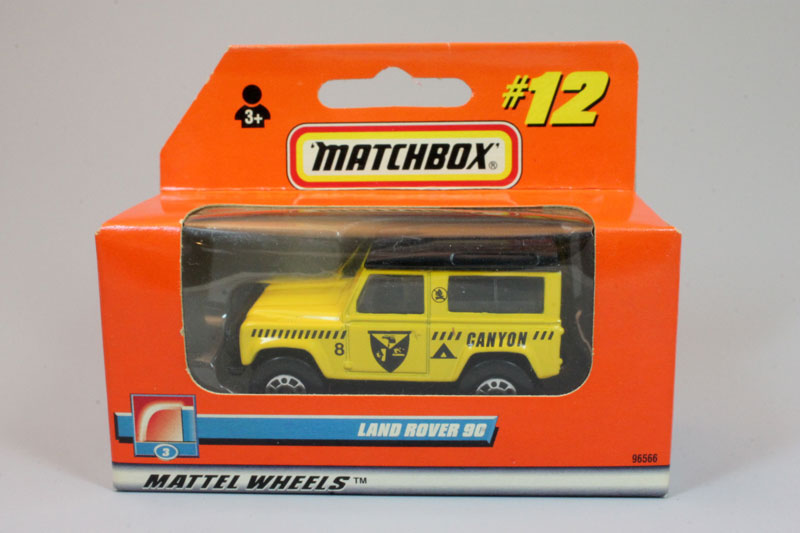 3+
#12
'MATCHBOX' ®
8
CANYON
LAND ROVER 90
3
96566
MATTEL WHEELS™